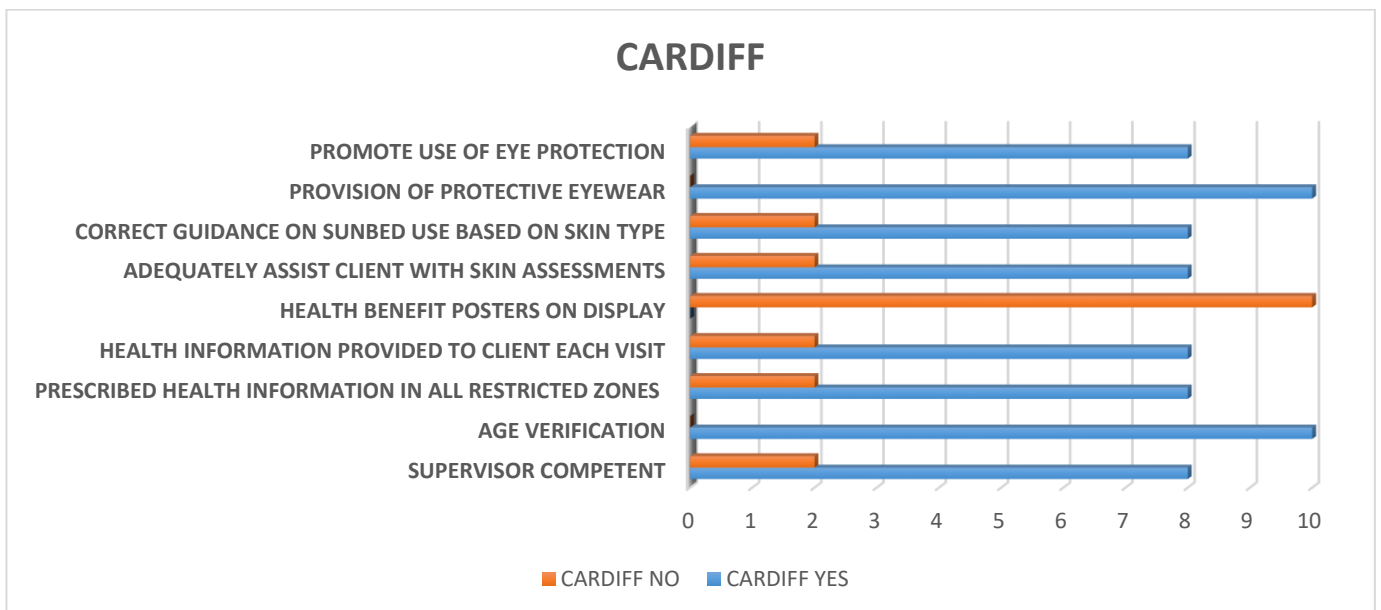 CARDIFF
PROMOTE USE OF EYE PROTECTION
PROVISION OF PROTECTIVE EYEWEAR
CORRECT GUIDANCE ON SUNBED USE BASED ON SKIN TYPE
ADEQUATELY ASSIST CLIENT WITH SKIN ASSESSMENTS
HEALTH BENEFIT POSTERS ON DISPLAY
HEALTH INFORMATION PROVIDED TO CLIENT EACH VISIT
PRESCRIBED HEALTH INFORMATION IN ALL RESTRICTED ZONES
AGE VERIFICATION
SUPERVISOR COMPETENT
0 1 2 3 4 5 6 7 8 9 10
CARDIFF NO CARDIFF YES